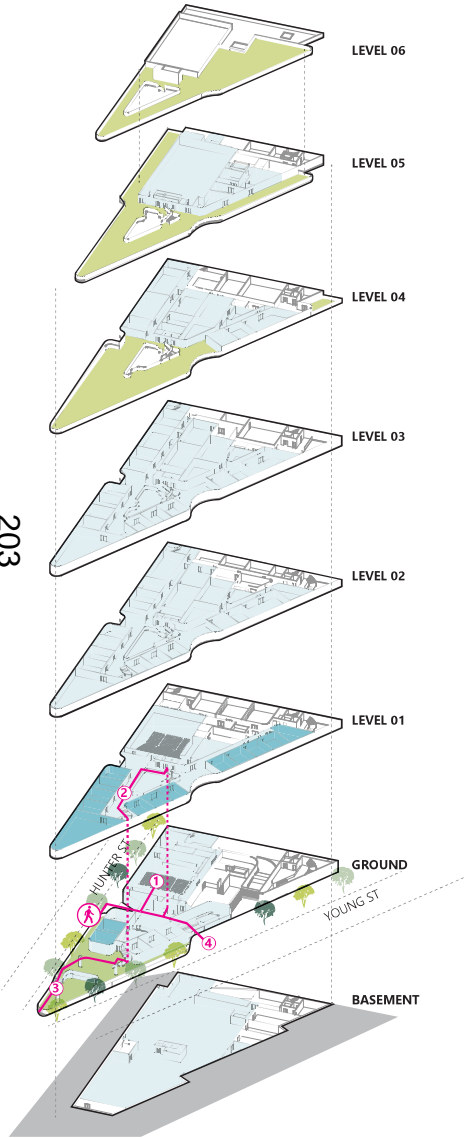 LEVEL 06
LEVEL 05
LEVEL 04
LEVEL 03
203
LEVEL 02
LEVEL 01
2
HUNTER ST
GROUND
1
YOUNG ST
4
3
BASEMENT